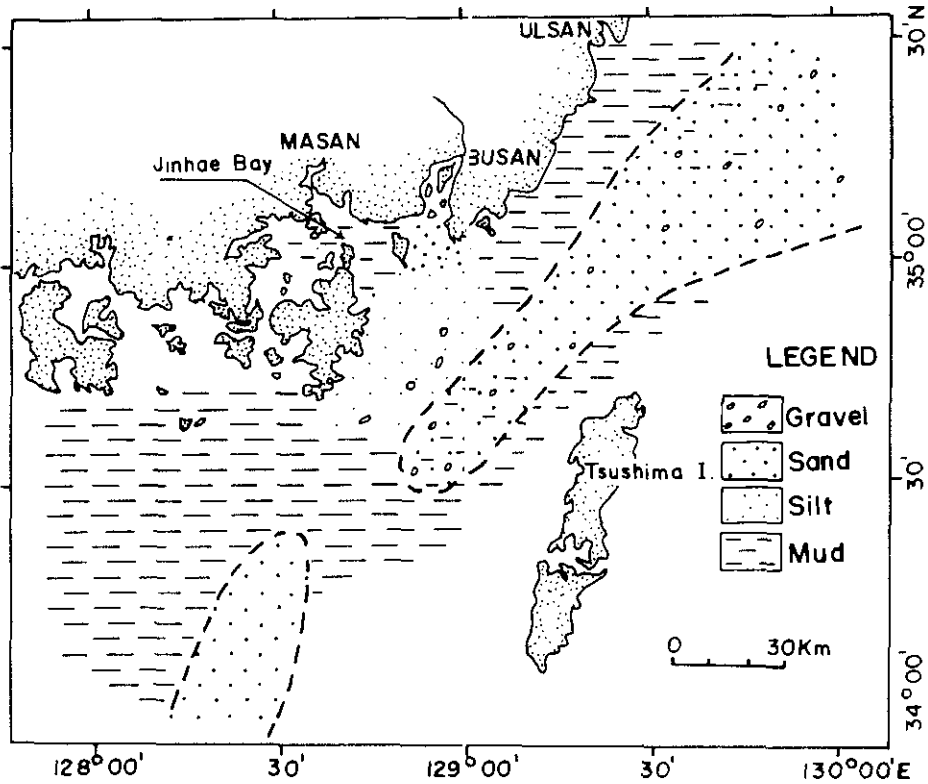 ULSAN
30'N
MASAN
Jinhae Bay
BUSAN
35°00'
LEGEND
Gravel
Sand
Tsushima I.
30'
Silt
Mud
0 30Km
34°00'
128°00' 30' 129°00' 30' 130°00'E